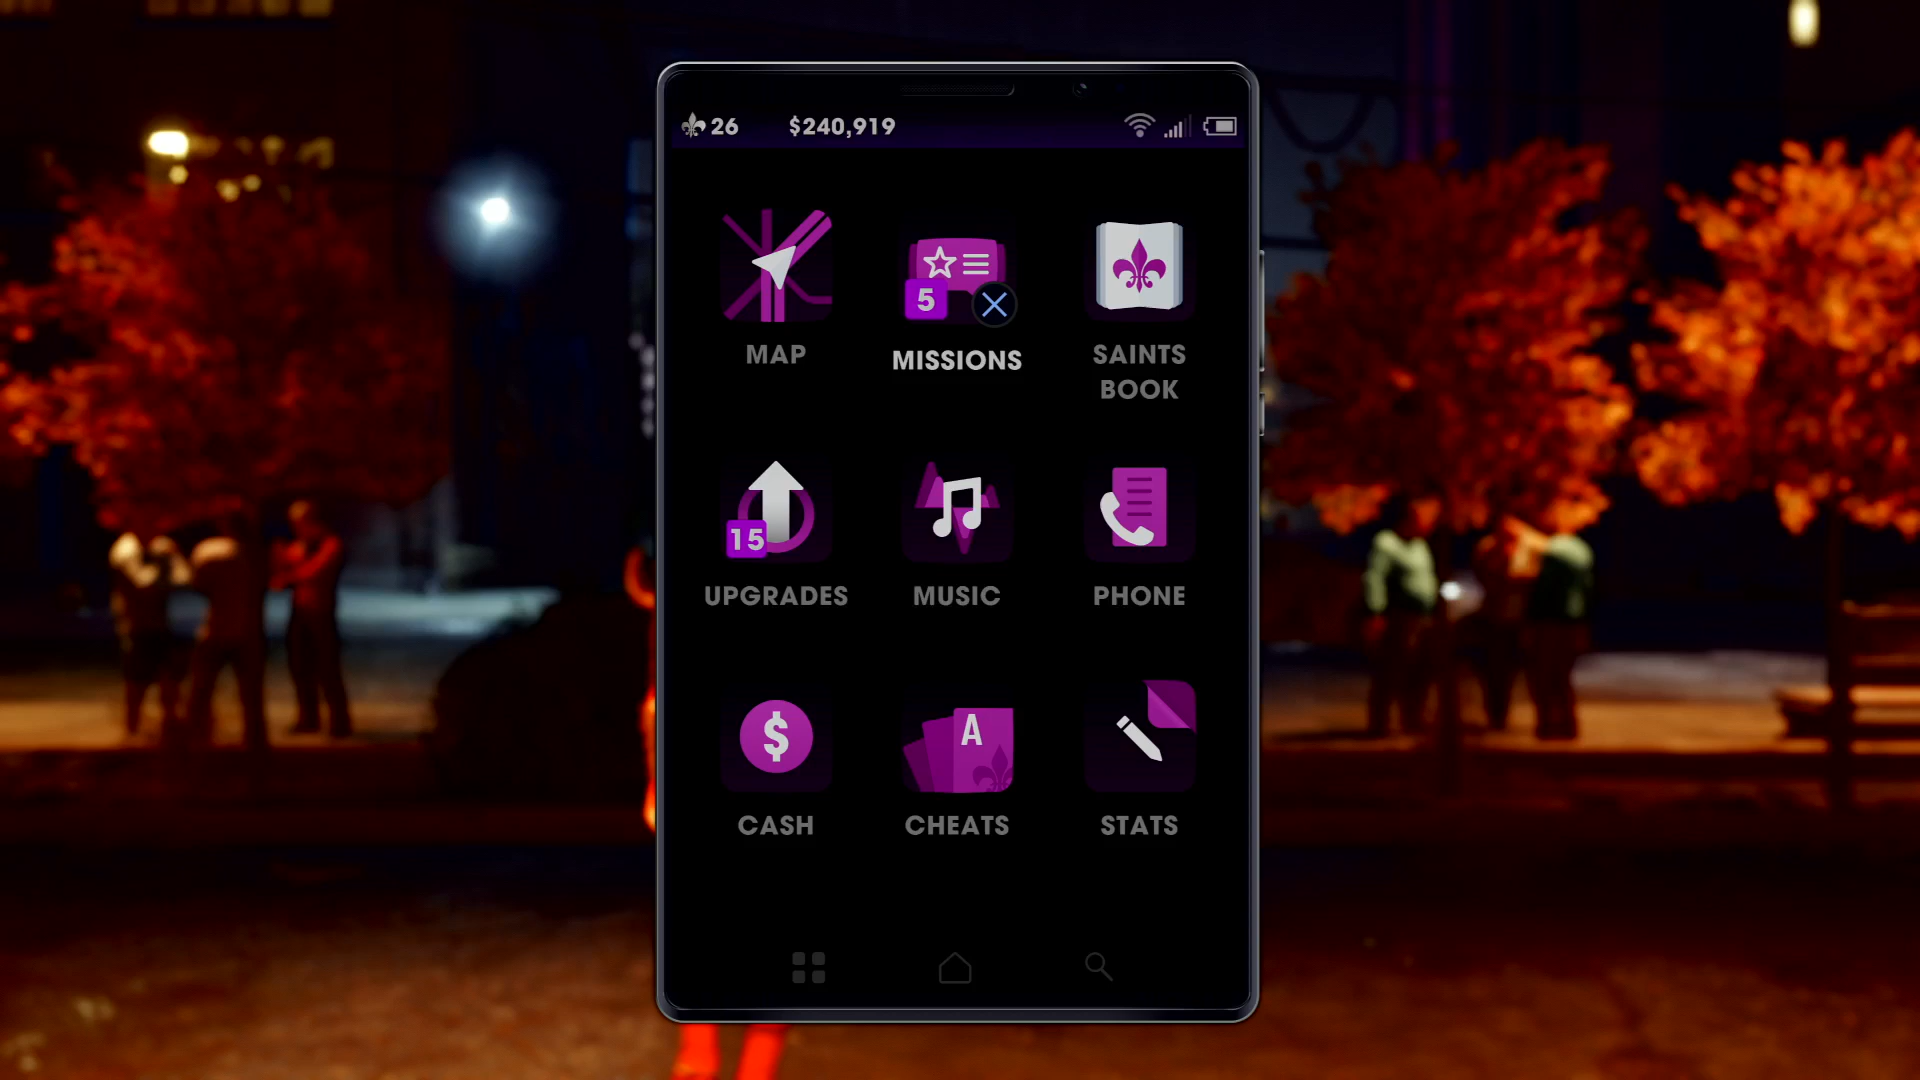 26 $240,919
MAP
5
MISSIONS
SAINTS
BOOK
15
UPGRADES
MUSIC
PHONE
$
CASH
A
CHEATS
STATS